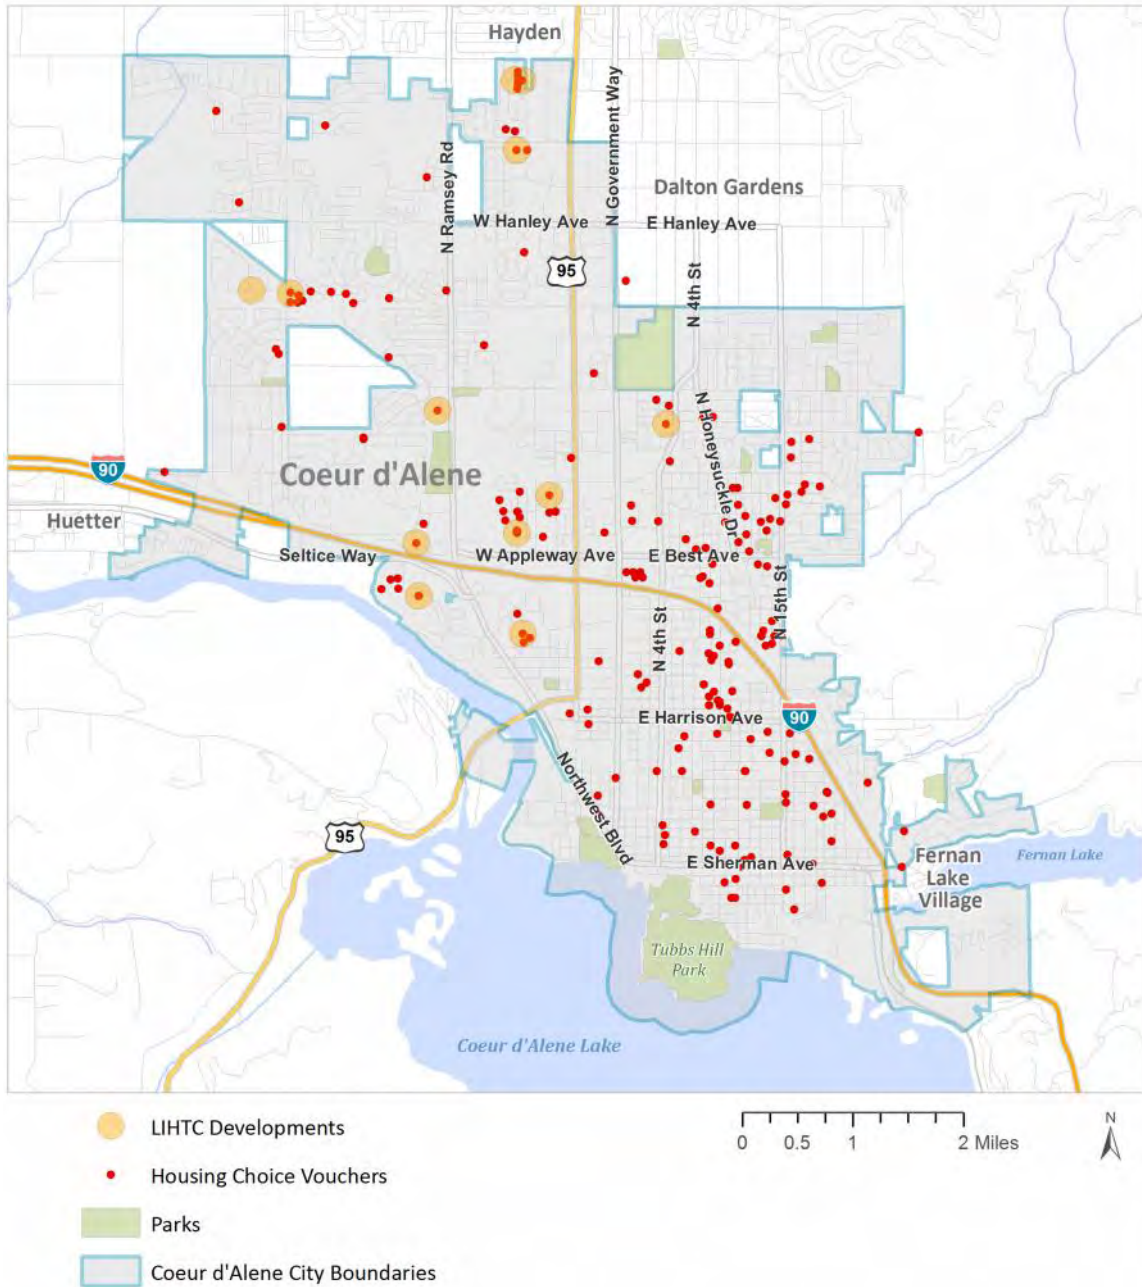 Hayden
N Government Way
N Ramsey Rd
Dalton Gardens
W Hanley Ave
E Hanley Ave
95
N 4th St
N Honeysuckle Dr
90
Coeur d'Alene
Huetter
Seltice Way
W Appleway Ave
E Best Ave
N 15th St
N 4th St
E Harrison Ave
90
Northwest Blvd
95
E Sherman Ave
Fernan
Lake
Village
Fernan Lake
Tubbs Hill
Park
Coeur d'Alene Lake
LIHTC Developments
Housing Choice Vouchers
Parks
Coeur d'Alene City Boundaries
0 0.5 1 2 Miles
N